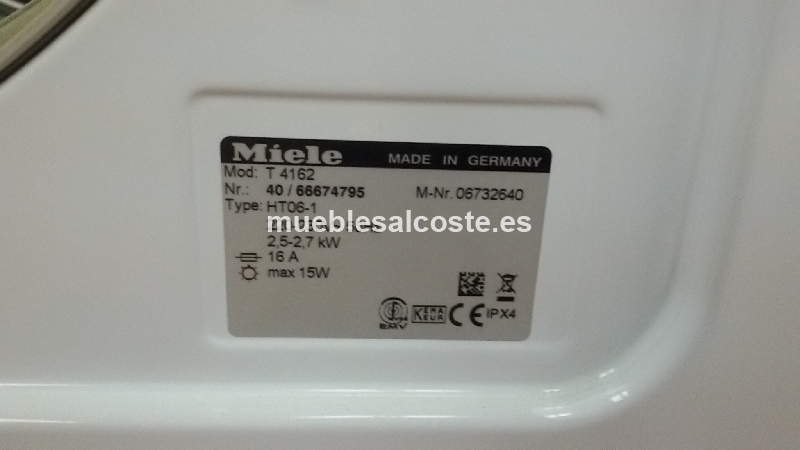 Miele MADE IN GERMANY
Mod: T 4162
Nr.: 40 / 66674795 M-Nr. 06732640
Type: HT06-1
mueblesalcoste.es
2,5-2,7 kW
16 A
max 15W
EMV KEMA KEUR CE IPX4